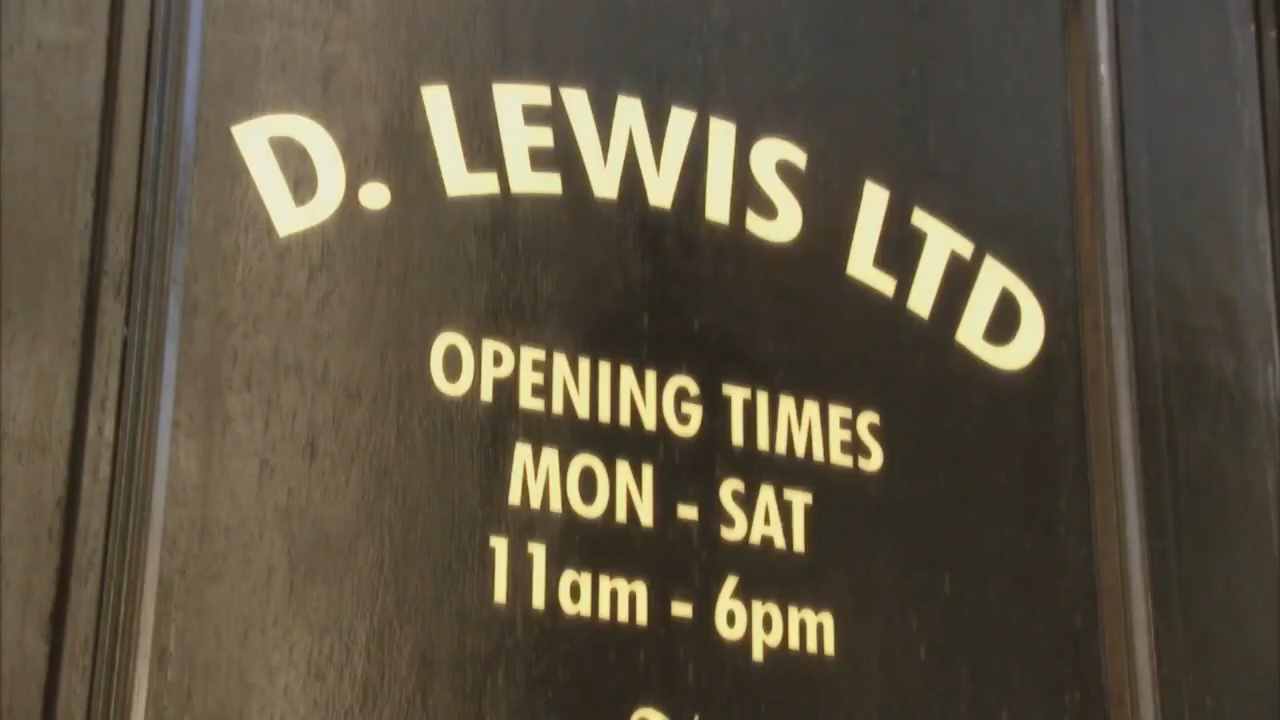 D. LEWIS LTD
OPENING TIMES
MON - SAT
11am - 6pm